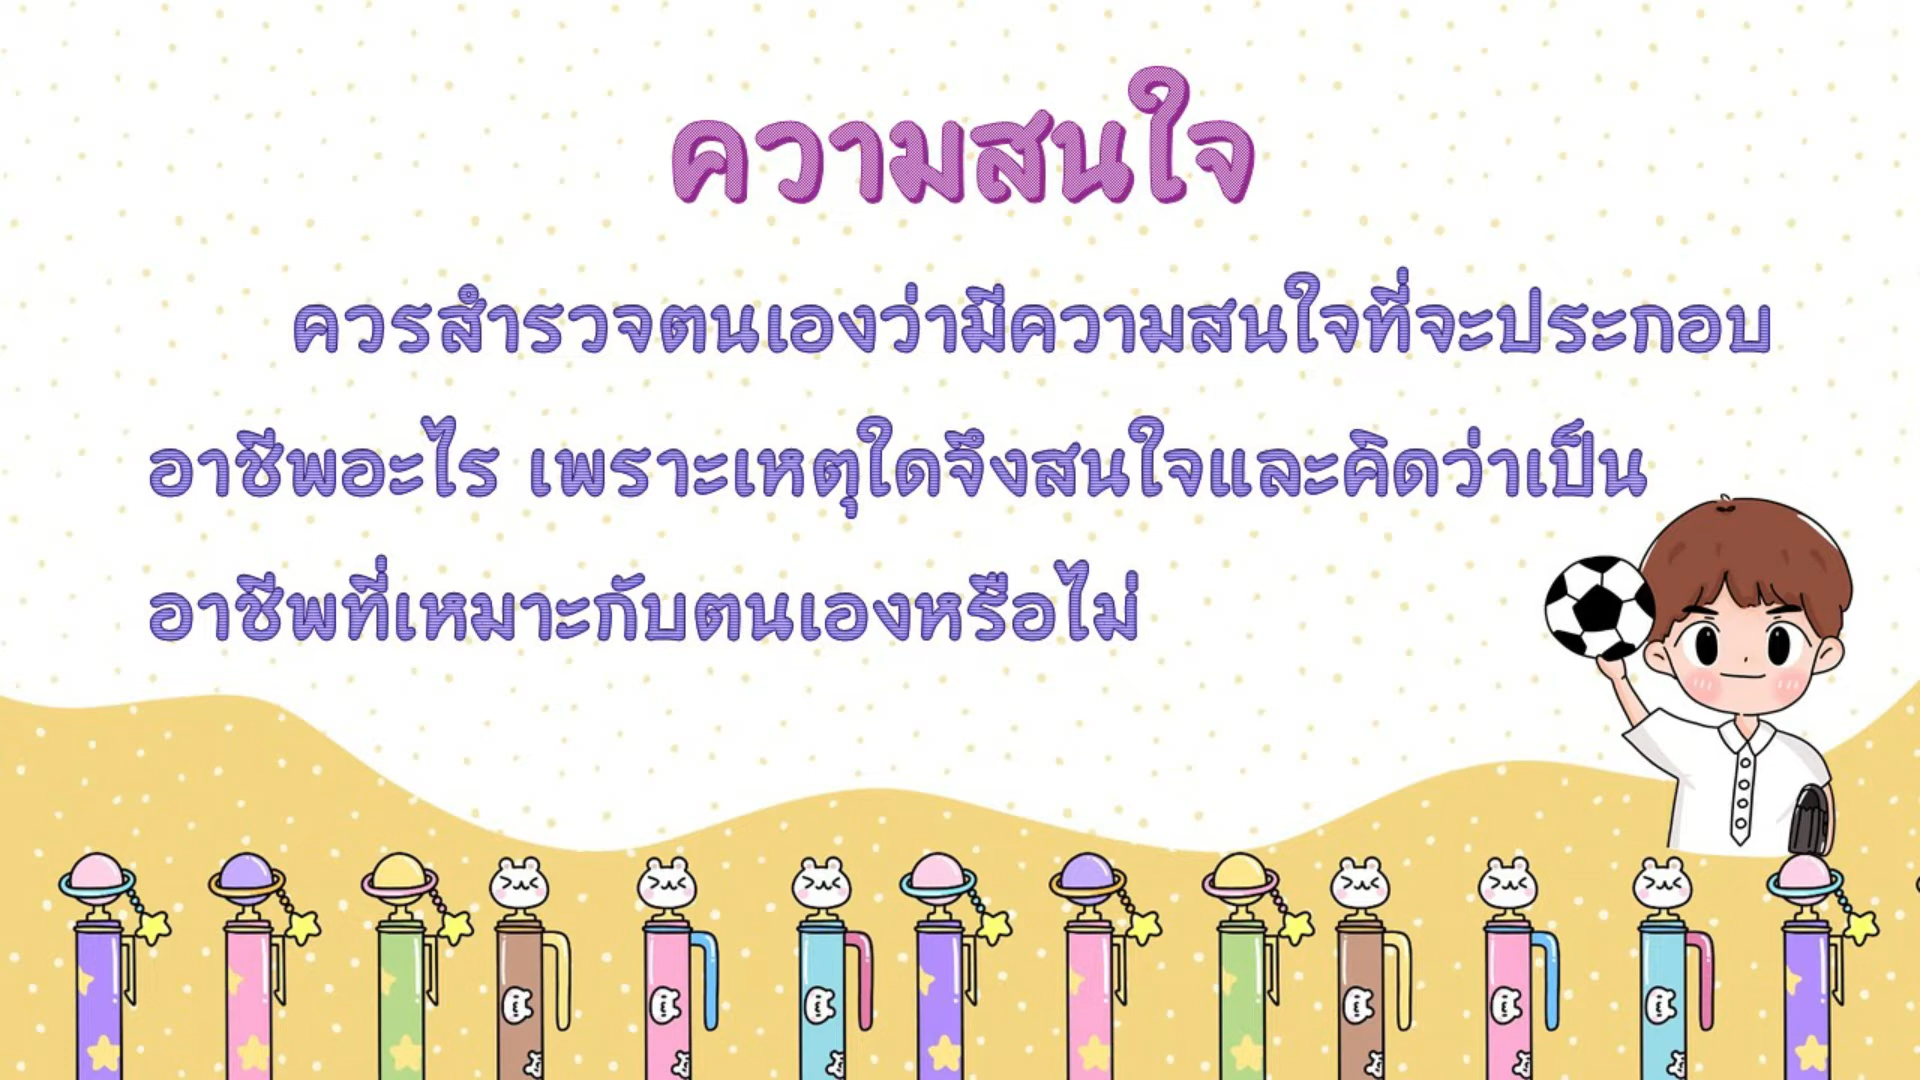 ความสนใจ
ควรสำรวจตนเองว่ามีความสนใจที่จะประกอบ
อาชีพอะไร เพราะเหตุใดจึงสนใจและคิดว่าเป็น
อาชีพที่เหมาะกับตนเองหรือไม่